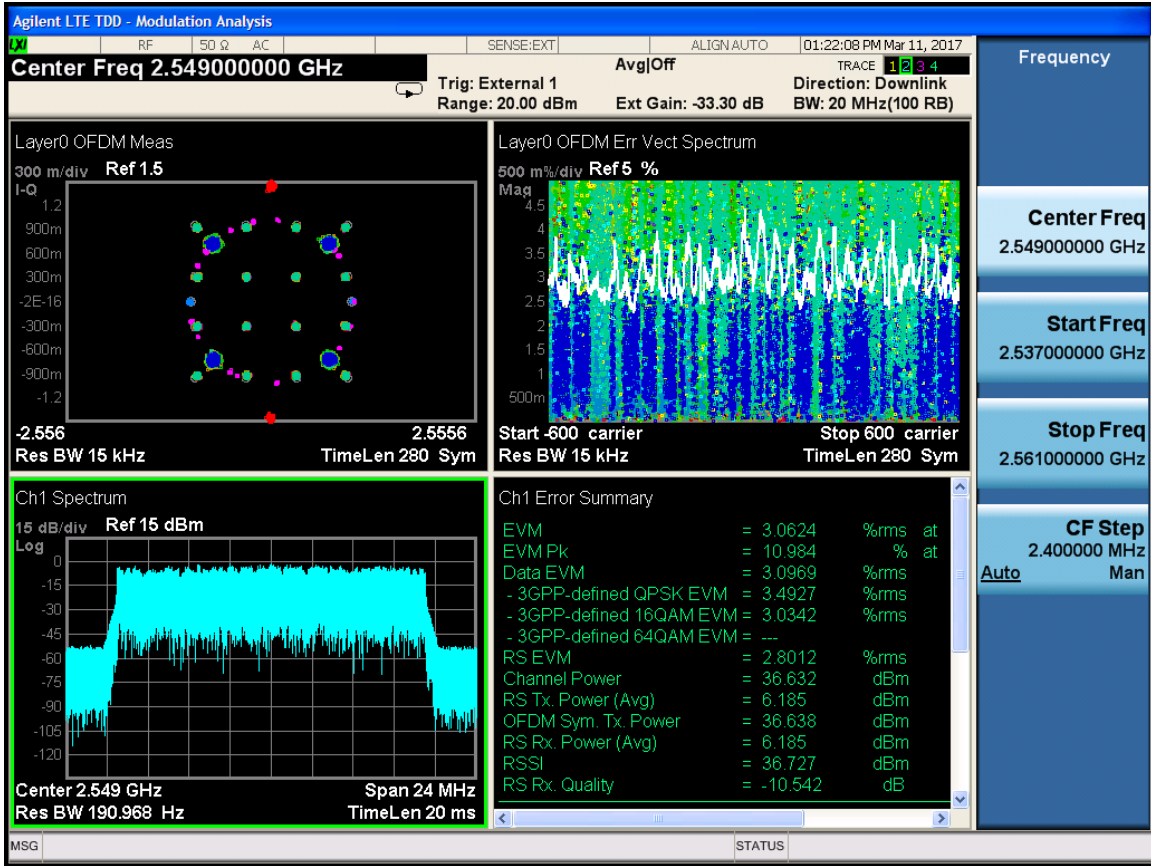 Agilent LTE TDD - Modulation Analysis
LXI RF 50 Ω AC SENSE:EXT ALIGN AUTO 01:22:08 PM Mar 11, 2017
Center Freq 2.549000000 GHz
Avg|Off
TRACE 1 2 3 4
Trig: External 1
Direction: Downlink
Range: 20.00 dBm Ext Gain: -33.30 dB BW: 20 MHz(100 RB)
Layer0 OFDM Meas
300 m/div Ref 1.5
I-Q
1.2
900m
600m
300m
-2E-16
-300m
-600m
-900m
-1.2
-2.556 2.5556
Res BW 15 kHz TimeLen 280 Sym
Layer0 OFDM Err Vect Spectrum
500 m%/div Ref 5 %
Mag
4.5
4
3.5
3
2.5
2
1.5
1
500m
Start -600 carrier Stop 600 carrier
Res BW 15 kHz TimeLen 280 Sym
Ch1 Spectrum
15 dB/div Ref 15 dBm
Log
0
-15
-30
-45
-60
-75
-90
-105
-120
Center 2.549 GHz Span 24 MHz
Res BW 190.968 Hz TimeLen 20 ms
Ch1 Error Summary
EVM = 3.0624 %rms at
EVM Pk = 10.984 % at
Data EVM = 3.0969 %rms
- 3GPP-defined QPSK EVM = 3.4927 %rms
- 3GPP-defined 16QAM EVM = 3.0342 %rms
- 3GPP-defined 64QAM EVM = ---
RS EVM = 2.8012 %rms
Channel Power = 36.632 dBm
RS Tx. Power (Avg) = 6.185 dBm
OFDM Sym. Tx. Power = 36.638 dBm
RS Rx. Power (Avg) = 6.185 dBm
RSSI = 36.727 dBm
RS Rx. Quality = -10.542 dB
Frequency
Center Freq
2.549000000 GHz
Start Freq
2.537000000 GHz
Stop Freq
2.561000000 GHz
CF Step
2.400000 MHz
Auto Man
MSG STATUS